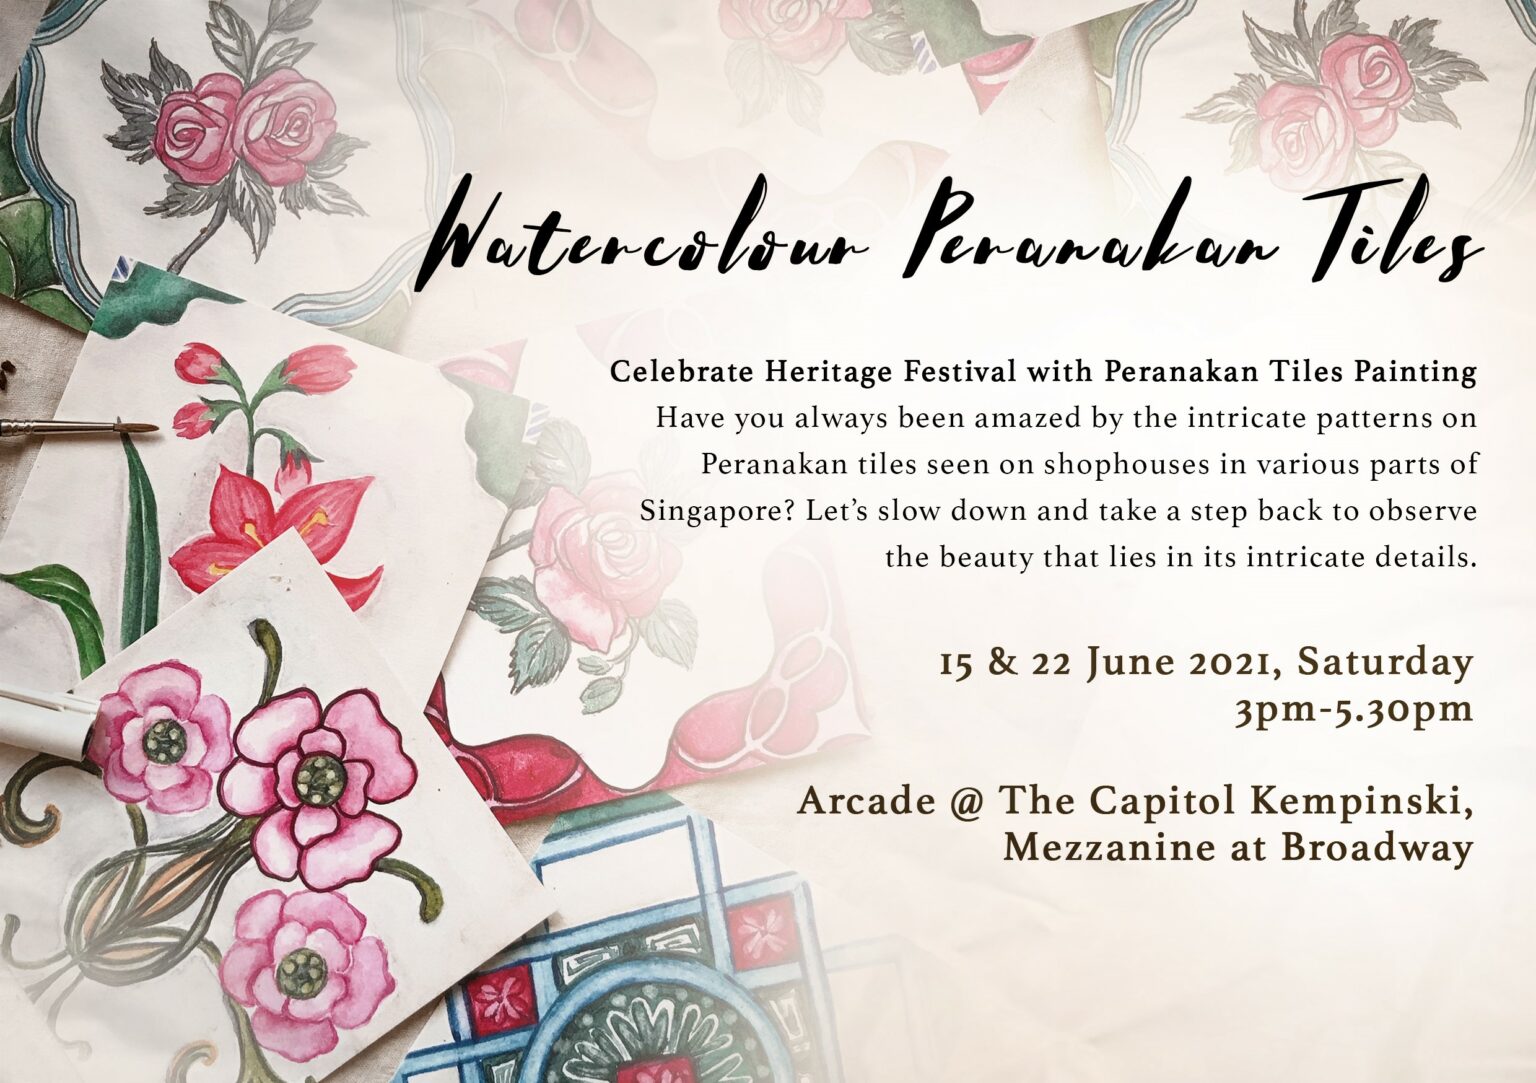 Watercolour Peranakan Tiles
Celebrate Heritage Festival with Peranakan Tiles Painting
Have you always been amazed by the intricate patterns on
Peranakan tiles seen on shophouses in various parts of
Singapore? Let's slow down and take a step back to observe
the beauty that lies in its intricate details.
15 & 22 June 2021, Saturday
3pm-5.30pm
Arcade @ The Capitol Kempinski,
Mezzanine at Broadway